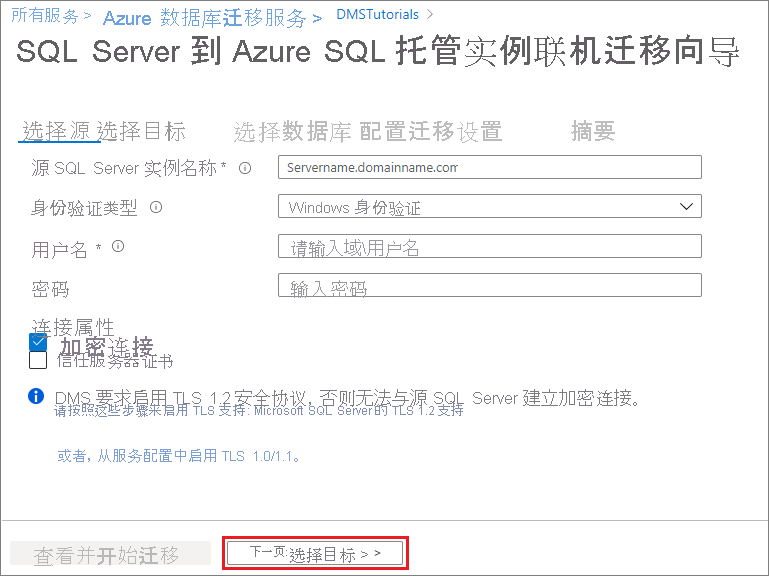 所有服务 > Azure 数据库迁移服务 > DMSTutorials >
SQL Server 到 Azure SQL 托管实例联机迁移向导
选择源 选择目标 选择数据库 配置迁移设置 摘要
源 SQL Server 实例名称 * Servername.domainname.com
身份验证类型 Windows 身份验证
用户名 * 请输入域\用户名
密码 输入密码
连接属性
加密连接
信任服务器证书
DMS 要求启用 TLS 1.2 安全协议, 否则无法与源 SQL Server 建立加密连接。
请按照这些步骤来启用 TLS 支持: Microsoft SQL Server 的 TLS 1.2 支持
或者, 从服务配置中启用 TLS 1.0/1.1。
查看并开始迁移 下一页: 选择目标 > >